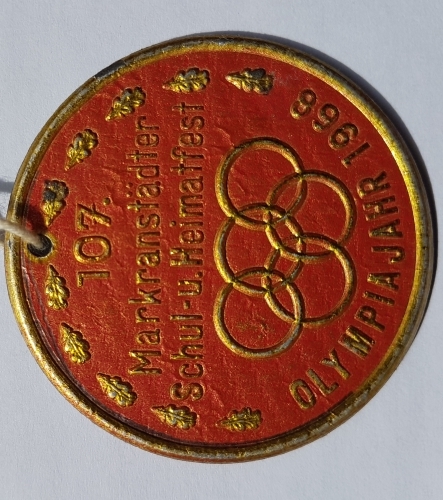 107.
Markranstädter
Schul-u. Heimatfest
OLYMPIAJAHR 1968